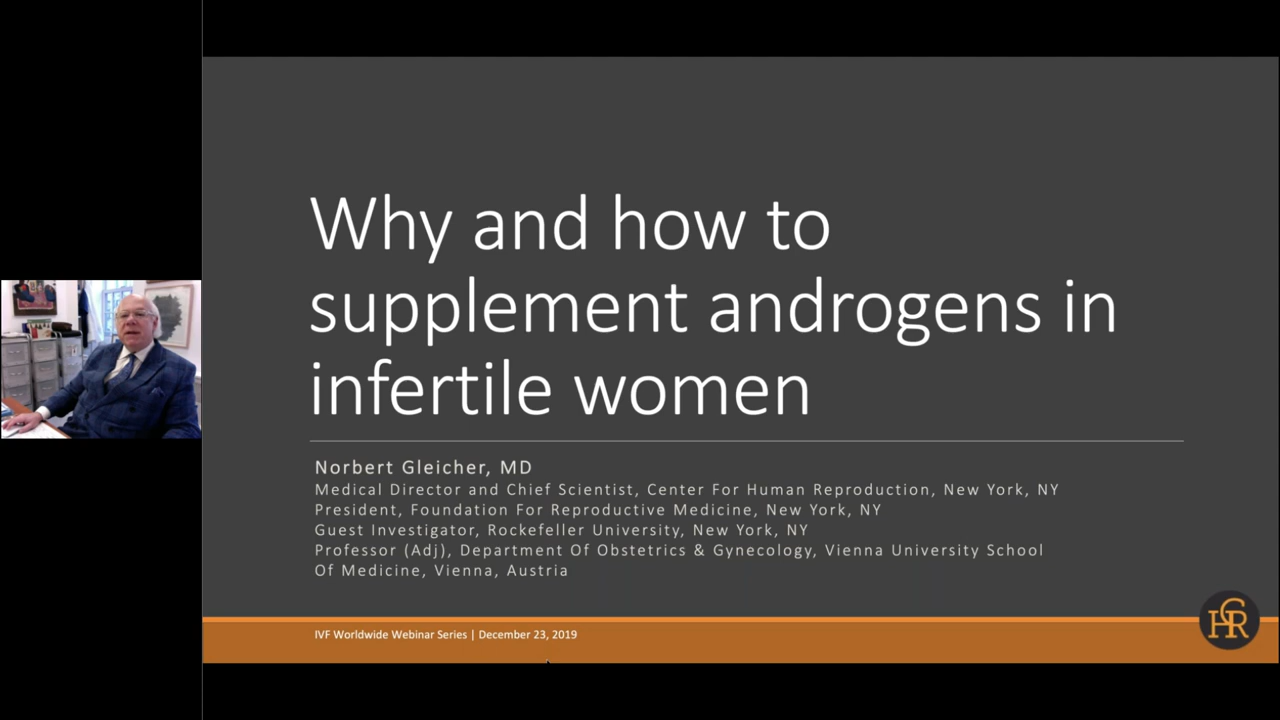 Why and how to
supplement androgens in
infertile women
Norbert Gleicher, MD
Medical Director and Chief Scientist, Center For Human Reproduction, New York, NY
President, Foundation For Reproductive Medicine, New York, NY
Guest Investigator, Rockefeller University, New York, NY
Professor (Adj), Department Of Obstetrics & Gynecology, Vienna University School
Of Medicine, Vienna, Austria
IVF Worldwide Webinar Series | December 23, 2019
CHR